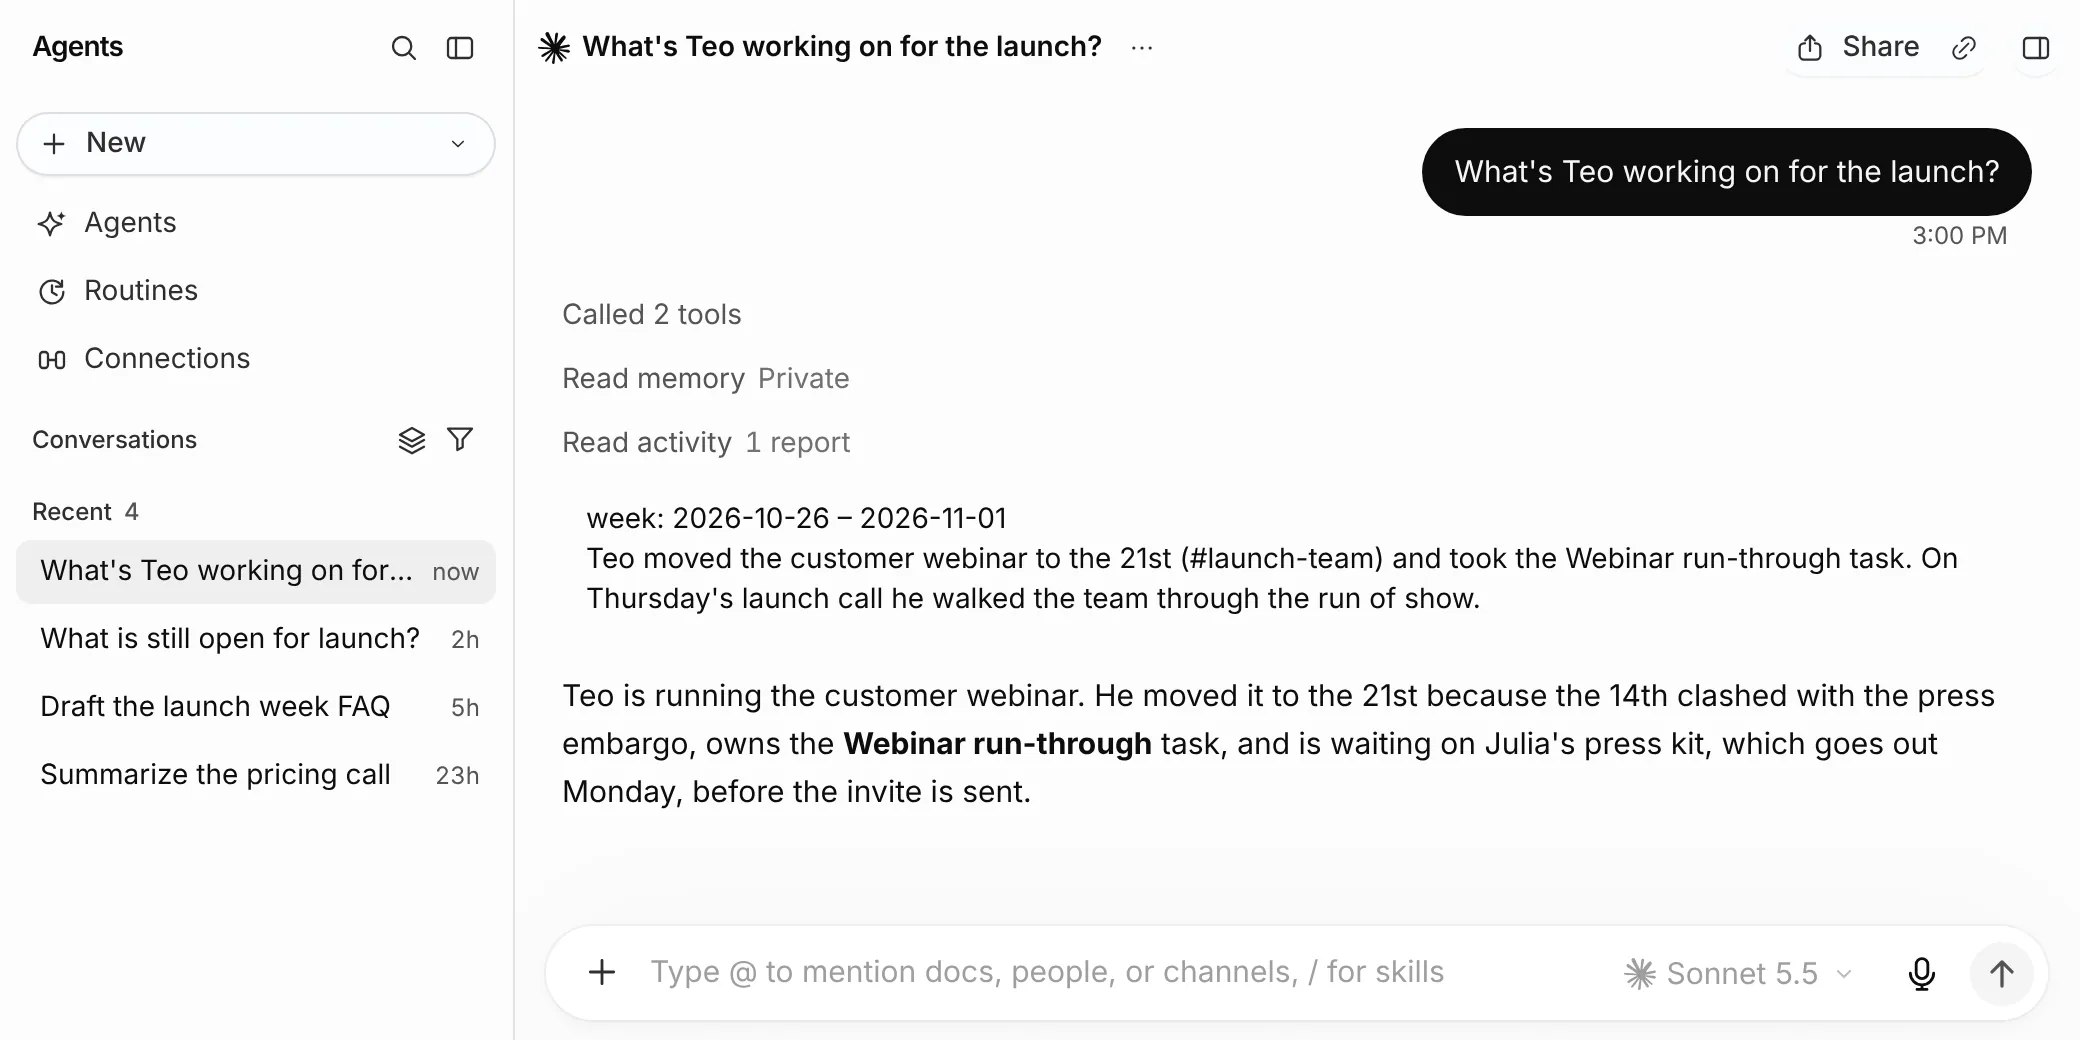 Agents
New
Agents
Routines
Connections
Conversations
Recent 4
What's Teo working on for... now
What is still open for launch? 2h
Draft the launch week FAQ 5h
Summarize the pricing call 23h
What's Teo working on for the launch?
Share
What's Teo working on for the launch?
3:00 PM
Called 2 tools
Read memory Private
Read activity 1 report
week: 2026-10-26 – 2026-11-01
Teo moved the customer webinar to the 21st (#launch-team) and took the Webinar run-through task. On
Thursday's launch call he walked the team through the run of show.
Teo is running the customer webinar. He moved it to the 21st because the 14th clashed with the press
embargo, owns the Webinar run-through task, and is waiting on Julia's press kit, which goes out
Monday, before the invite is sent.
Type @ to mention docs, people, or channels, / for skills
Sonnet 5.5